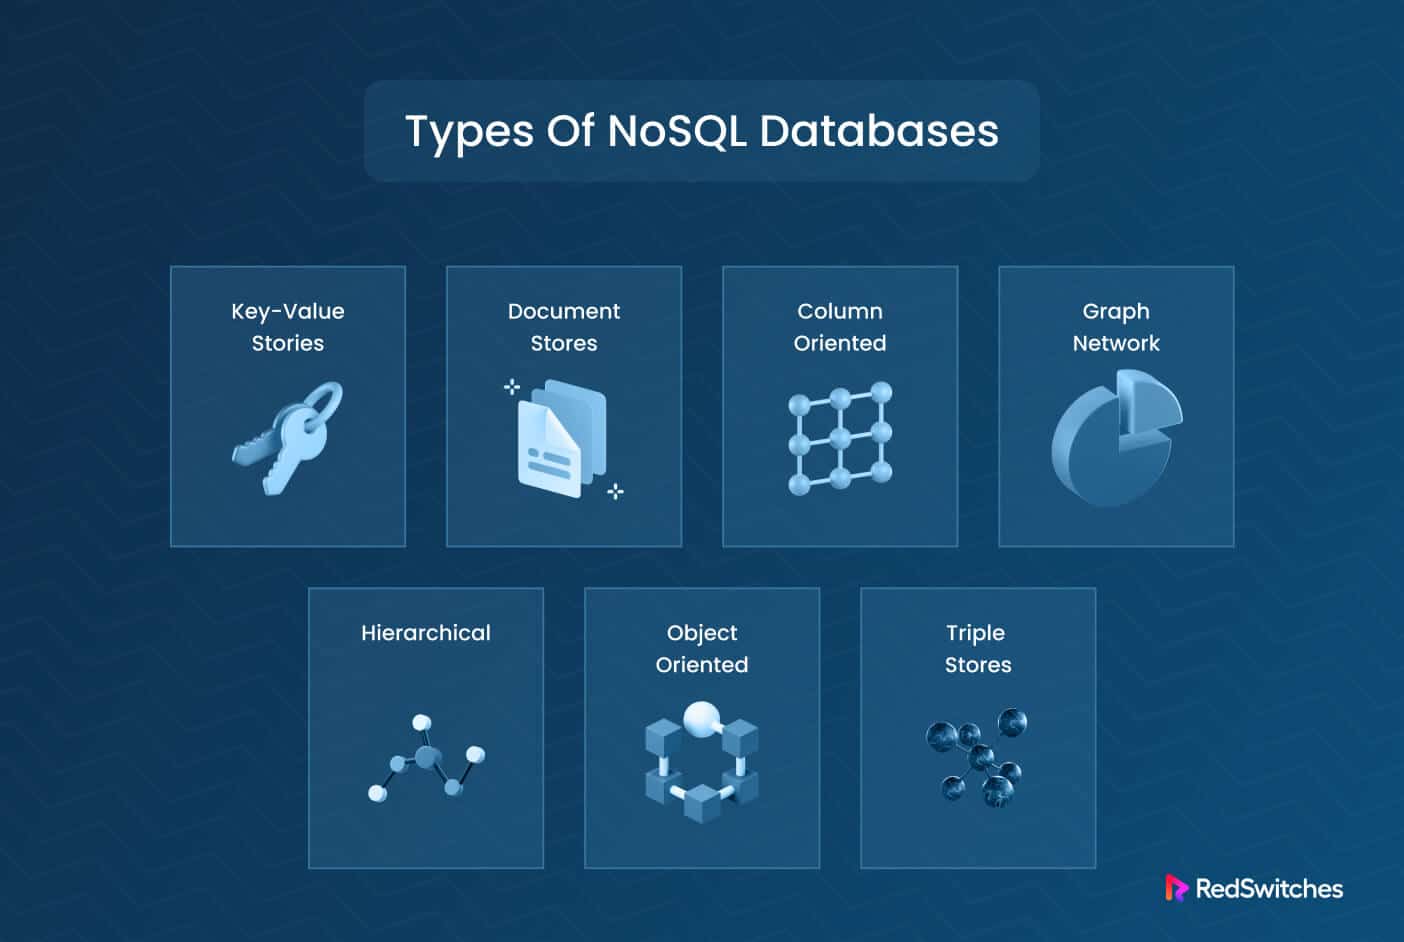 Types Of NoSQL Databases
Key-Value
Stories
Document
Stores
Column
Oriented
Graph
Network
Hierarchical
Object
Oriented
Triple
Stores
RedSwitches